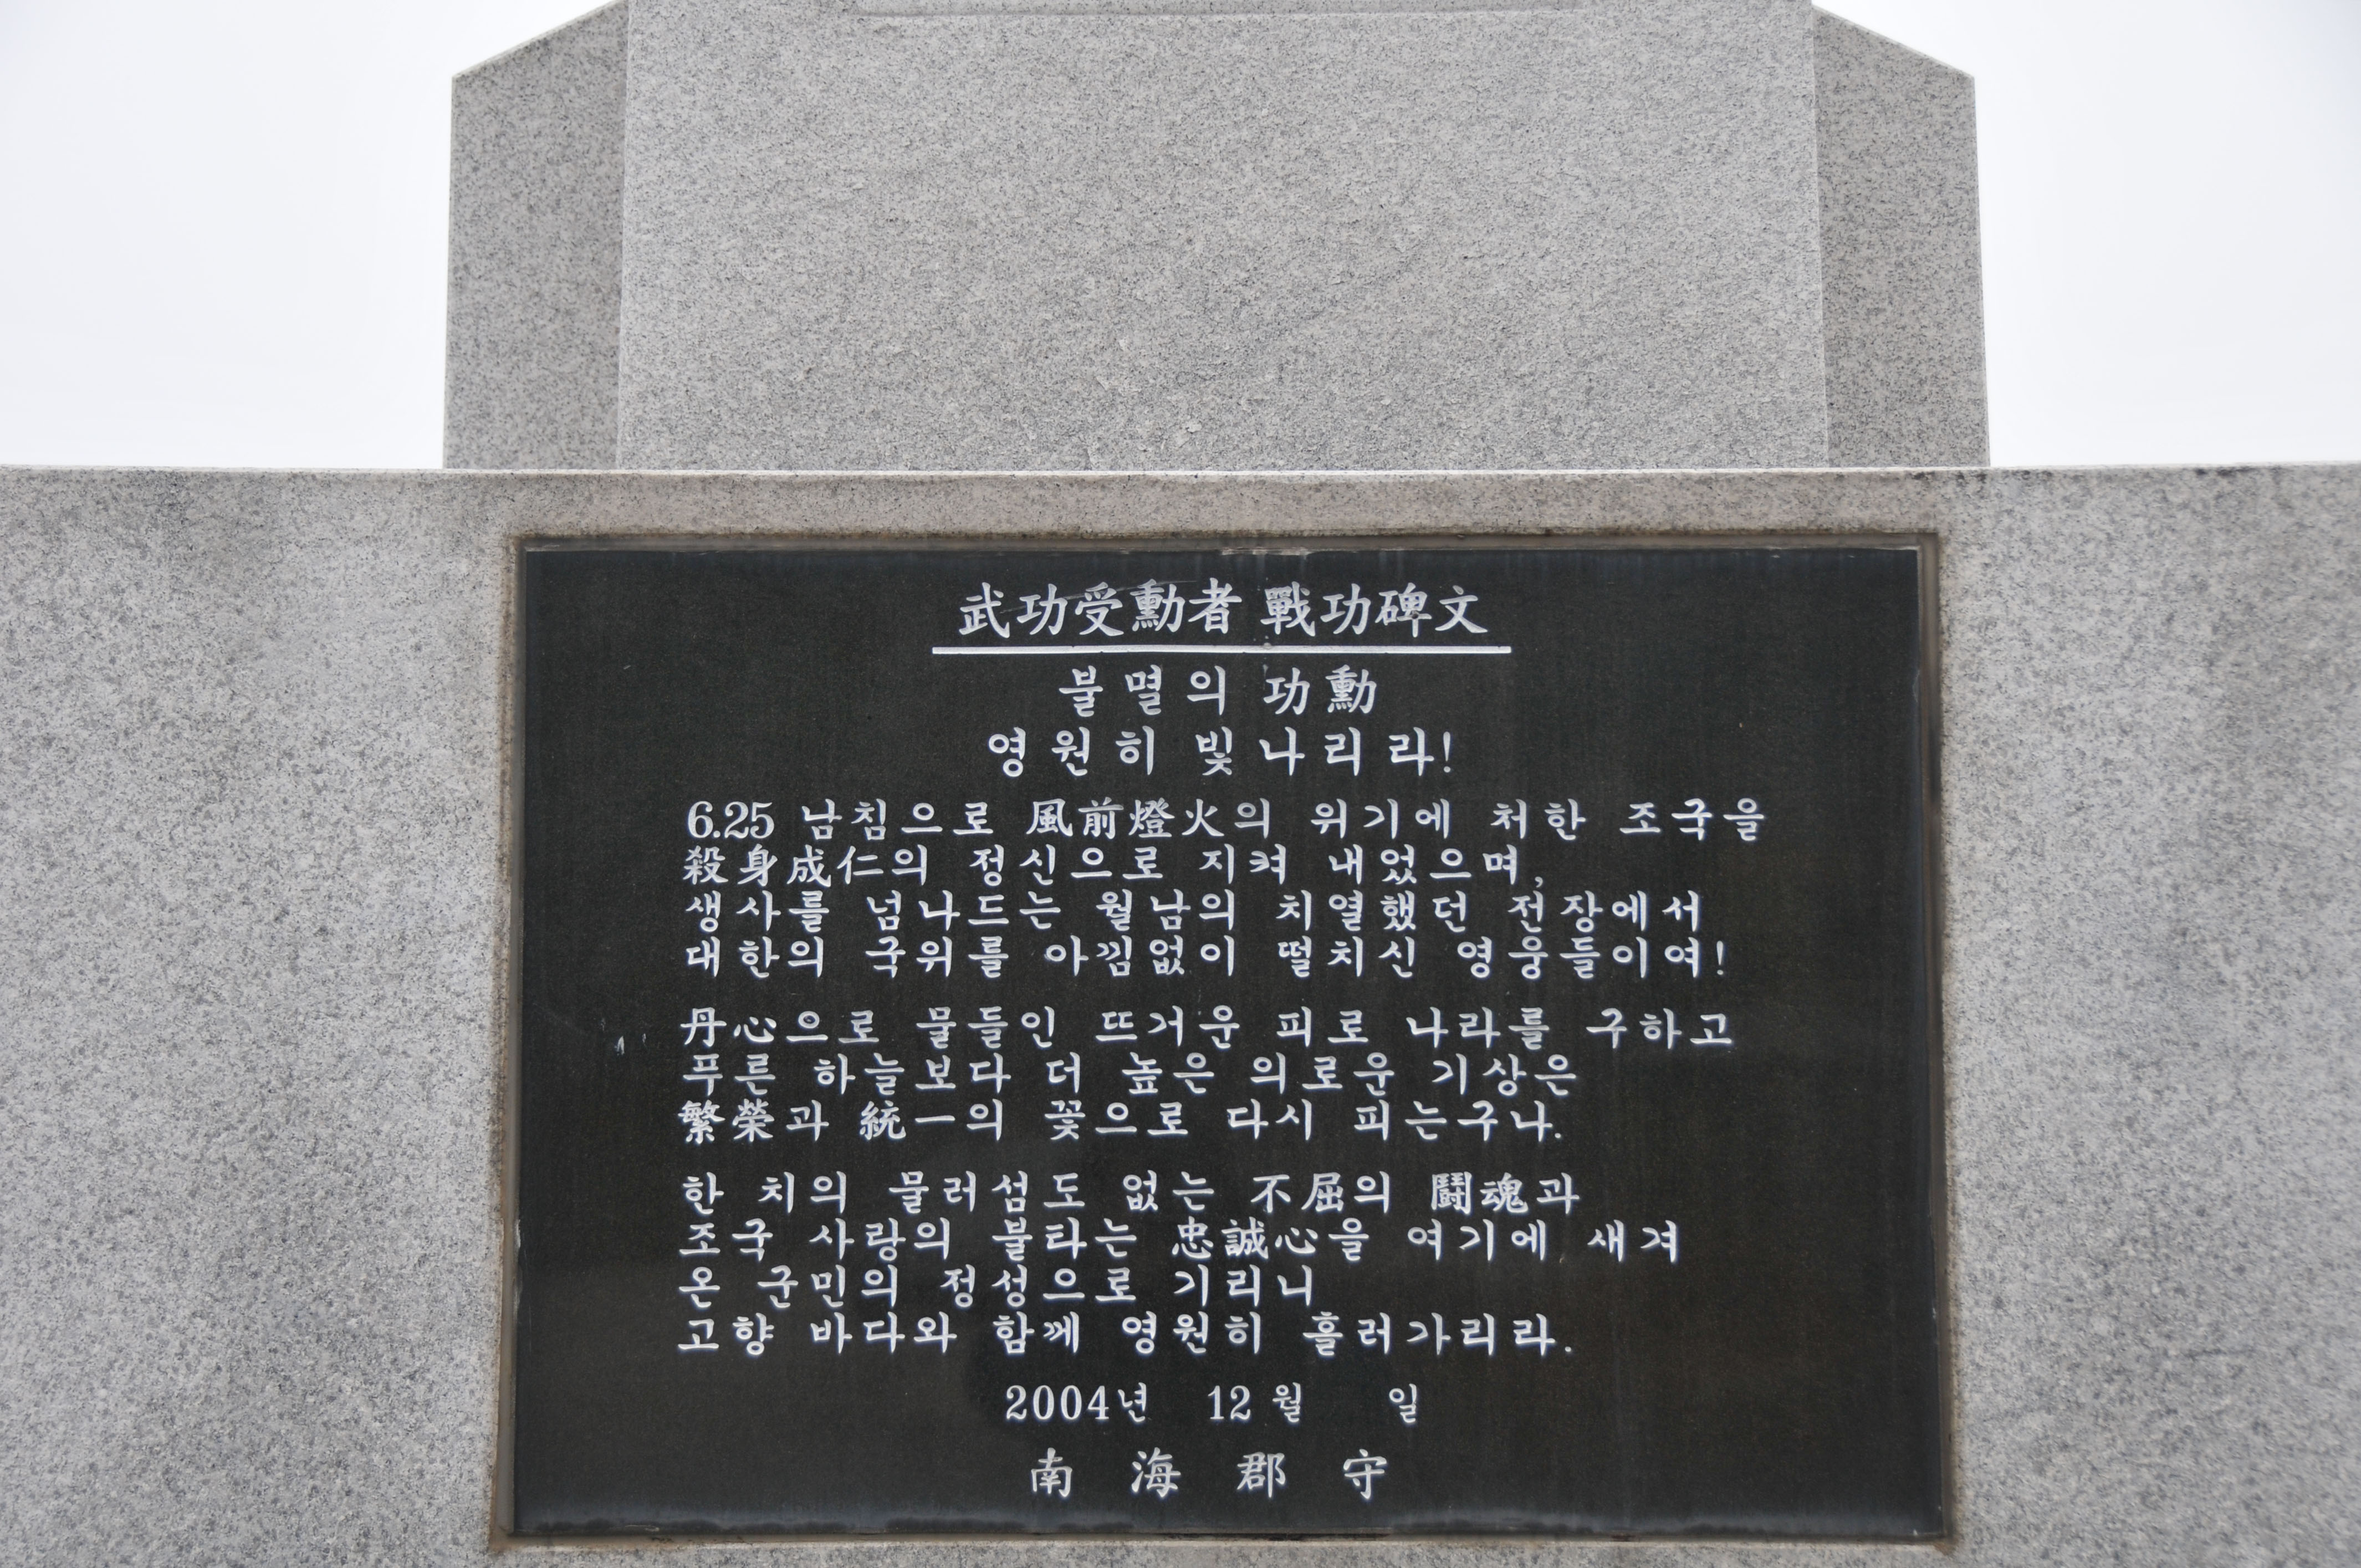 武功受勳者 戰功碑文
불멸의 功勳
영원히 빛나리라!
6.25 남침으로 風前燈火의 위기에 처한 조국을
殺身成仁의 정신으로 지켜 내었으며,
생사를 넘나드는 월남의 치열했던 전장에서
대한의 국위를 아낌없이 떨치신 영웅들이여!
丹心으로 물들인 뜨거운 피로 나라를 구하고
푸른 하늘보다 더 높은 의로운 기상은
繁榮과 統一의 꽃으로 다시 피는구나.
한 치의 물러섬도 없는 不屈의 鬪魂과
조국 사랑의 불타는 忠誠心을 여기에 새겨
온 군민의 정성으로 기리니
고향 바다와 함께 영원히 흘러가리라.
2004년 12월 일
南海郡守